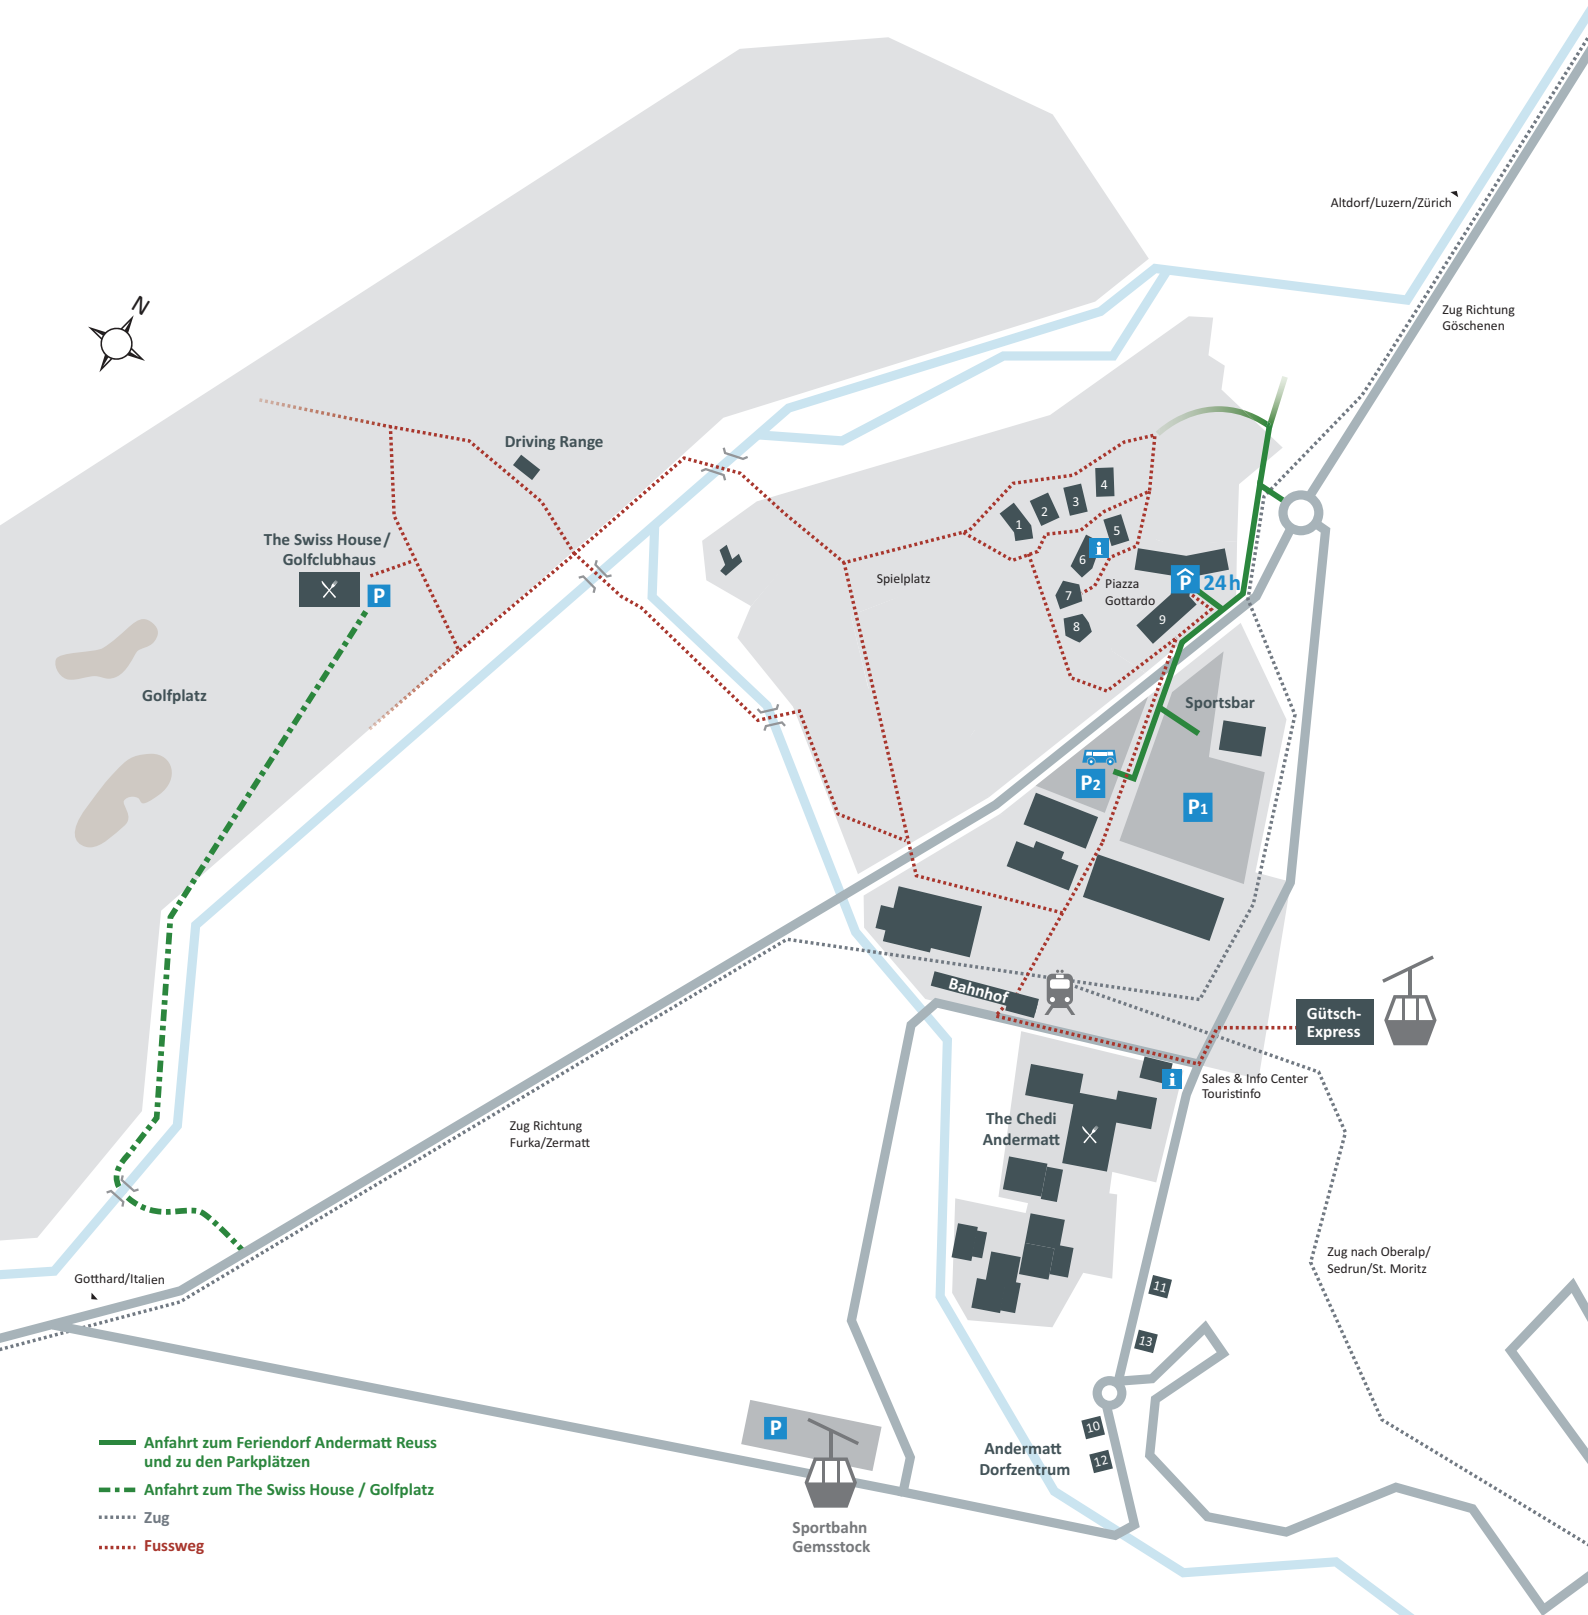 Altdorf/Luzern/Zürich
Zug Richtung
Göschenen
N
Driving Range
The Swiss House/
Golfclubhaus
P
Golfplatz
Spielplatz
1
2
3
4
5
6
i
7
8
Piazza
Gottardo
P
24h
9
Sportsbar
P2
P1
Bahnhof
Gütsch-
Express
i
Sales & Info Center
Touristinfo
The Chedi
Andermatt
Zug Richtung
Furka/Zermatt
Zug nach Oberalp/
Sedrun/St. Moritz
Gotthard/Italien
11
13
10
12
Andermatt
Dorfzentrum
P
Sportbahn
Gemsstock
Anfahrt zum Feriendorf Andermatt Reuss
und zu den Parkplätzen
Anfahrt zum The Swiss House / Golfplatz
Zug
Fussweg